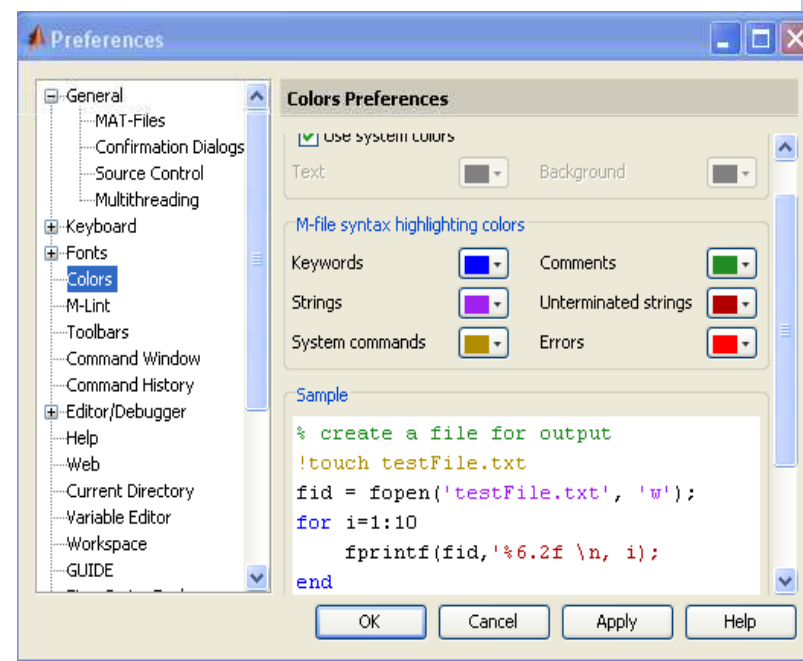 Preferences
General
MAT-Files
Confirmation Dialogs
Source Control
Multithreading
Keyboard
Fonts
Colors
M-Lint
Toolbars
Command Window
Command History
Editor/Debugger
Help
Web
Current Directory
Variable Editor
Workspace
GUIDE
Colors Preferences
Use system colors
Text Background
M-file syntax highlighting colors
Keywords Comments
Strings Unterminated strings
System commands Errors
Sample
% create a file for output
!touch testFile.txt
fid = fopen('testFile.txt', 'w');
for i=1:10
fprintf(fid,'%6.2f \n, i);
end
OK Cancel Apply Help